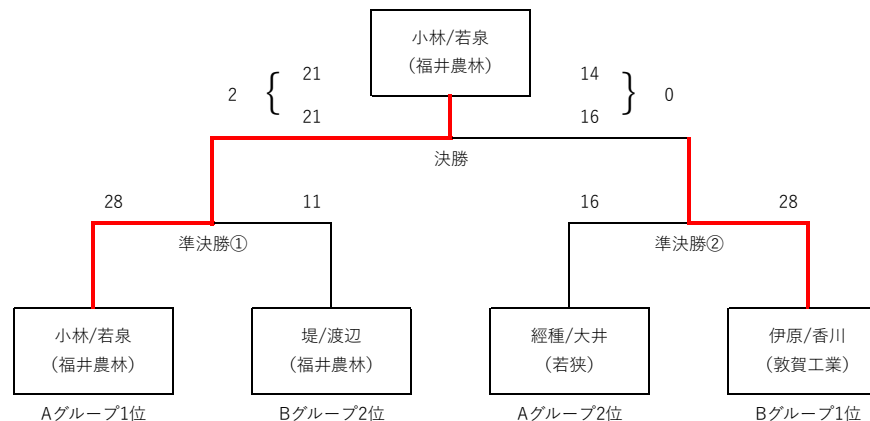 小林/若泉
(福井農林)
2 { 21 14 } 0
21 16
決勝
28 11 16 28
準決勝① 準決勝②
小林/若泉 堤/渡辺 經種/大井 伊原/香川
(福井農林) (福井農林) (若狭) (敦賀工業)
Aグループ1位 Bグループ2位 Aグループ2位 Bグループ1位